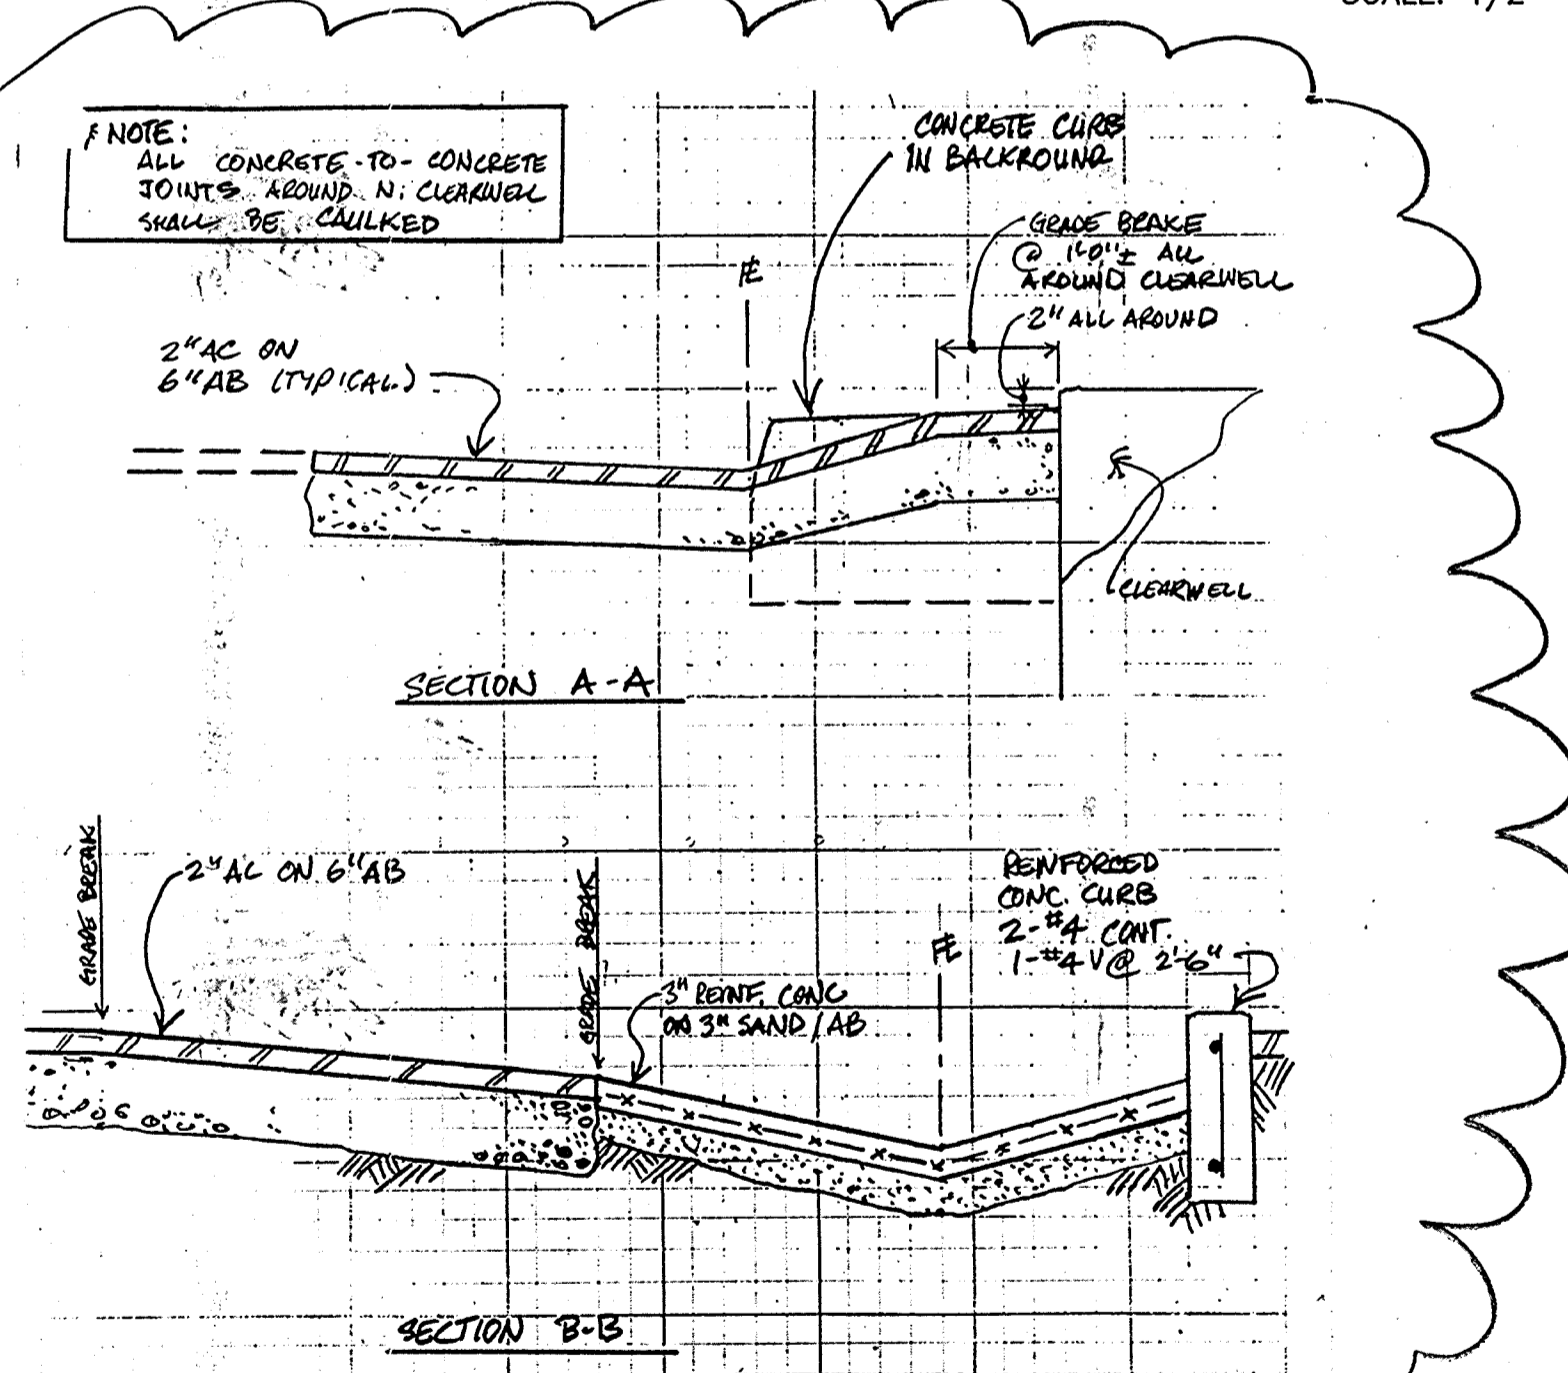 SCALE: 1/2
NOTE:
ALL CONCRETE-TO-CONCRETE
JOINTS AROUND N. CLEARWELL
SHALL BE CAULKED
CONCRETE CURB
IN BACKROUND
GRADE BRAKE
@ 1'-0"± ALL
AROUND CLEARWELL
2" ALL AROUND
2" AC ON
6" AB (TYPICAL)
CLEARWELL
SECTION A-A
GRADE BREAK
2" AC ON 6" AB
GRADE BREAK
3" REINF. CONC
ON 3" SAND/AB
REINFORCED
CONC. CURB
2-#4 CONT.
1-#4 V @ 2'-6"
SECTION B-B